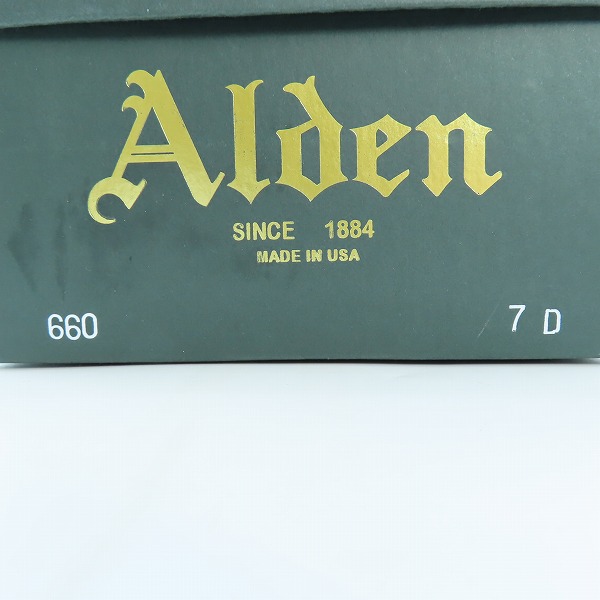 Alden
SINCE 1884
MADE IN USA
660 7 D